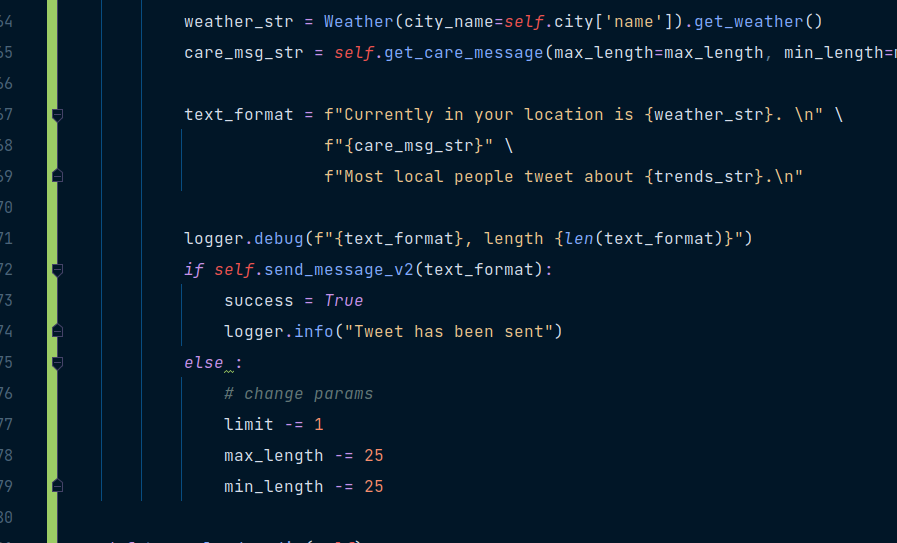 64 weather_str = Weather(city_name=self.city['name']).get_weather()
65 care_msg_str = self.get_care_message(max_length=max_length, min_length=
66
67 text_format = f"Currently in your location is {weather_str}. \n" \
68 f"{care_msg_str}" \
69 f"Most local people tweet about {trends_str}.\n"
70
71 logger.debug(f"{text_format}, length {len(text_format)}")
72 if self.send_message_v2(text_format):
73 success = True
74 logger.info("Tweet has been sent")
75 else :
76 # change params
77 limit -= 1
78 max_length -= 25
79 min_length -= 25
80